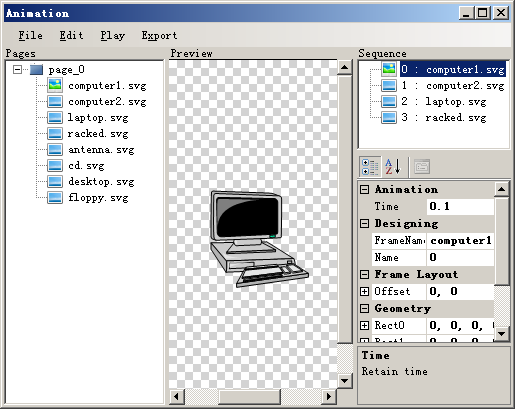 Animation
File Edit Play Export
Pages
page_0
computer1.svg
computer2.svg
laptop.svg
racked.svg
antenna.svg
cd.svg
desktop.svg
floppy.svg
Preview
Sequence
0 : computer1.svg
1 : computer2.svg
2 : laptop.svg
3 : racked.svg
Animation
Time 0.1
Designing
FrameName computer1
Name 0
Frame Layout
Offset 0, 0
Geometry
Rect0 0, 0, 0,
Rect1
Time
Retain time